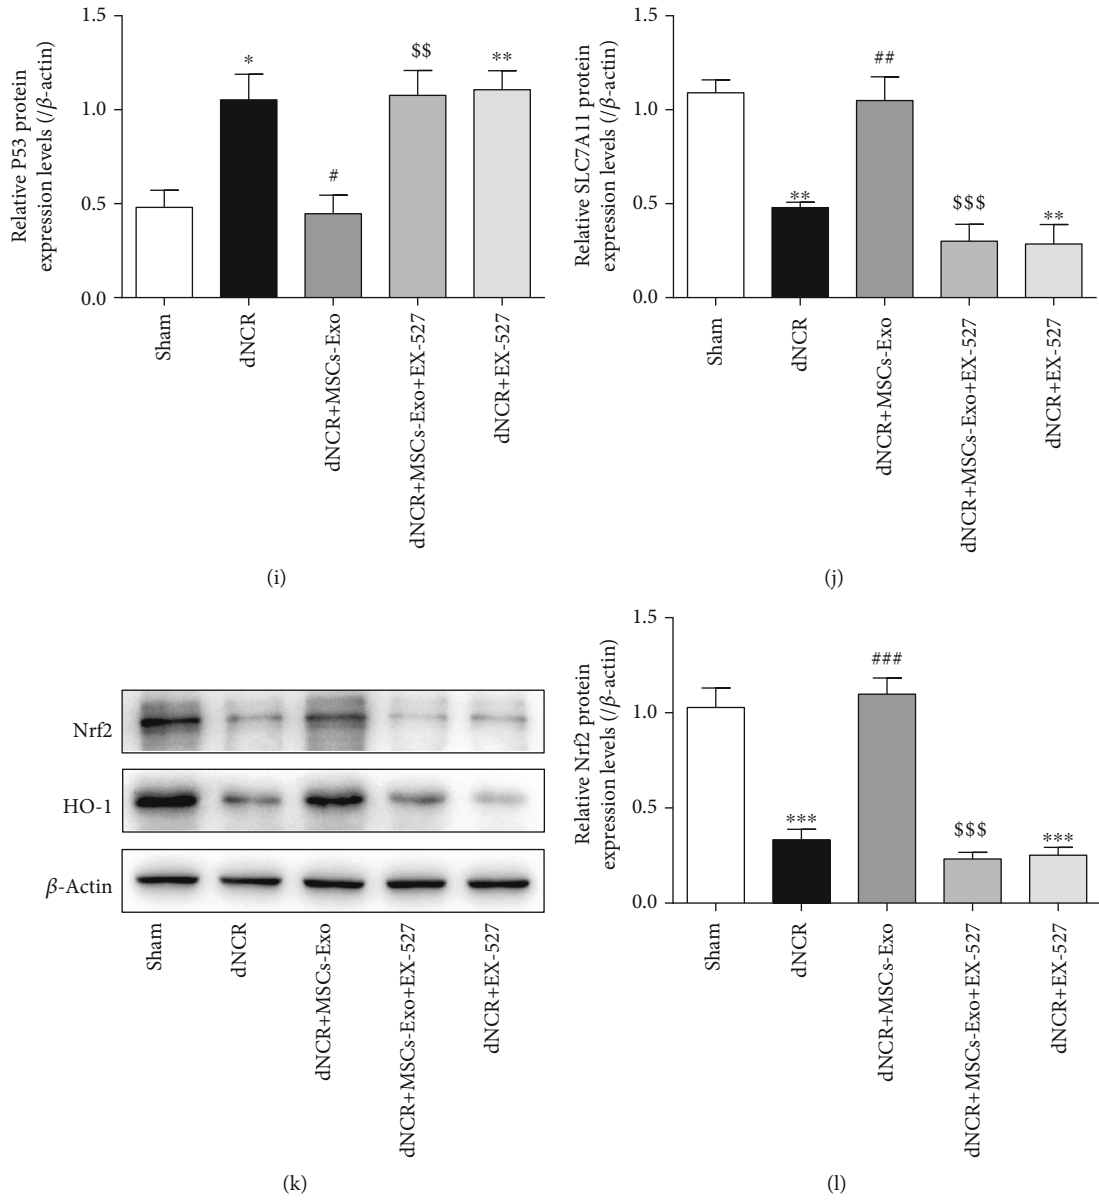 Relative P53 protein
expression levels (/β-actin)
1.5
1.0
0.5
0.0
*
#
$$
**
Sham
dNCR
dNCR+MSCs-Exo
dNCR+MSCs-Exo+EX-527
dNCR+EX-527
(i)
Relative SLC7A11 protein
expression levels (/β-actin)
1.5
1.0
0.5
0.0
**
##
$$$
**
Sham
dNCR
dNCR+MSCs-Exo
dNCR+MSCs-Exo+EX-527
dNCR+EX-527
(j)
Nrf2
HO-1
β-Actin
Sham
dNCR
dNCR+MSCs-Exo
dNCR+MSCs-Exo+EX-527
dNCR+EX-527
(k)
Relative Nrf2 protein
expression levels (/β-actin)
1.5
1.0
0.5
0.0
***
###
$$$
***
Sham
dNCR
dNCR+MSCs-Exo
dNCR+MSCs-Exo+EX-527
dNCR+EX-527
(l)